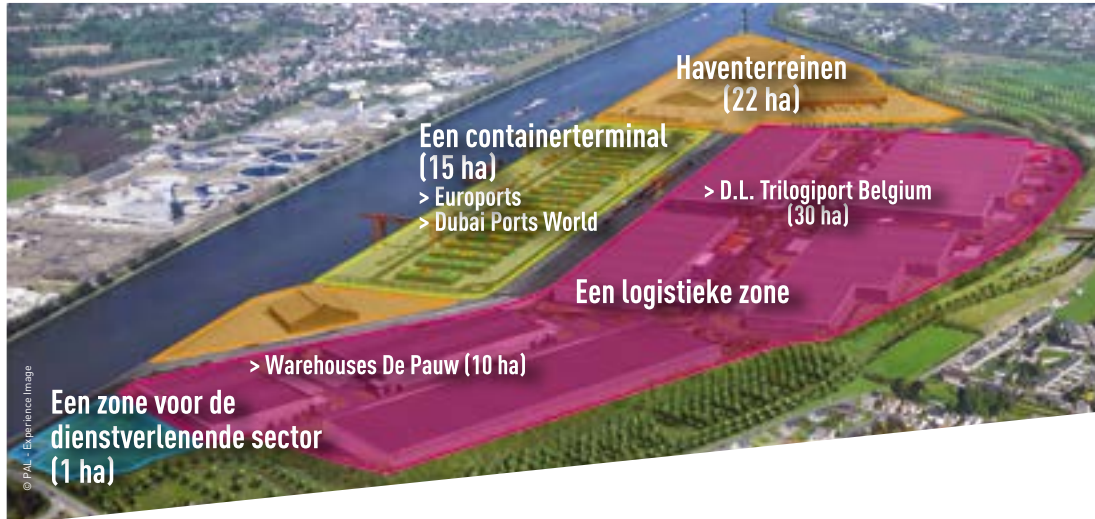 Haventerreinen
(22 ha)
Een containerterminal
(15 ha)
> Euroports
> Dubai Ports World
> D.L. Trilogiport Belgium
(30 ha)
Een logistieke zone
> Warehouses De Pauw (10 ha)
Een zone voor de
dienstverlenende sector
(1 ha)
© PAL - Experience Image